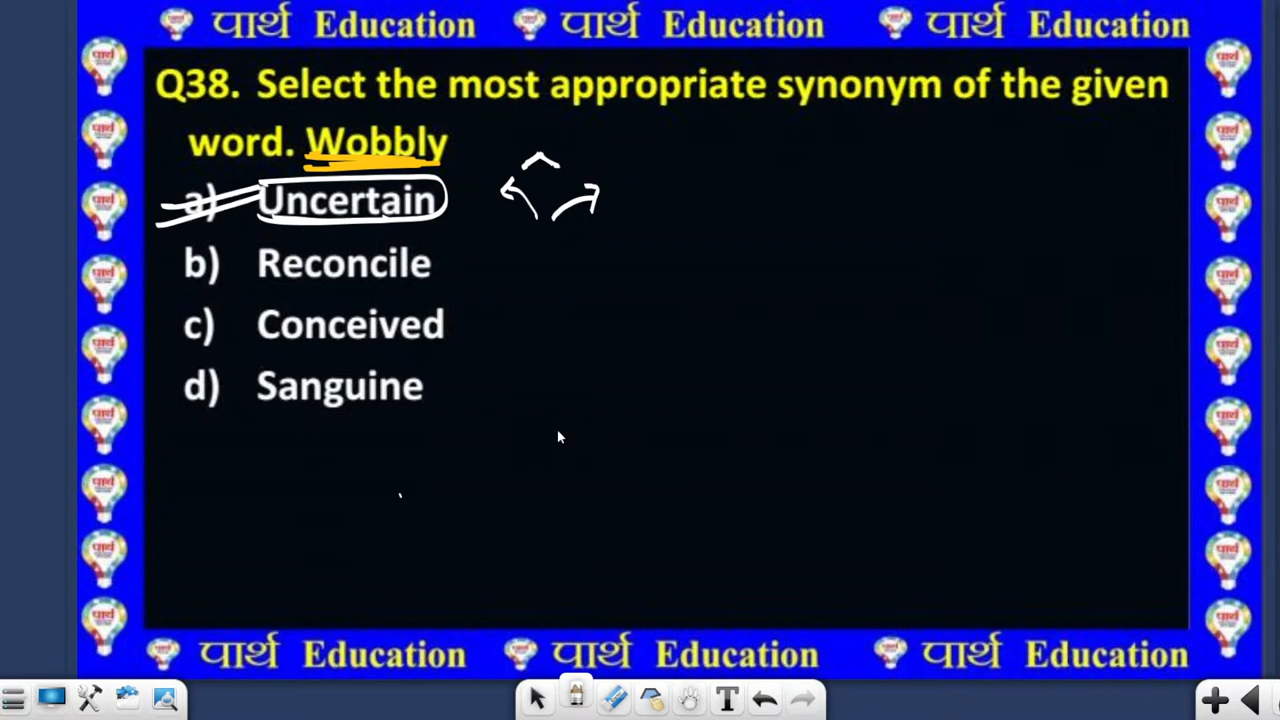 पार्थ Education पार्थ Education पार्थ Education
Q38. Select the most appropriate synonym of the given
word. Wobbly
a) Uncertain
b) Reconcile
c) Conceived
d) Sanguine
पार्थ Education पार्थ Education पार्थ Education